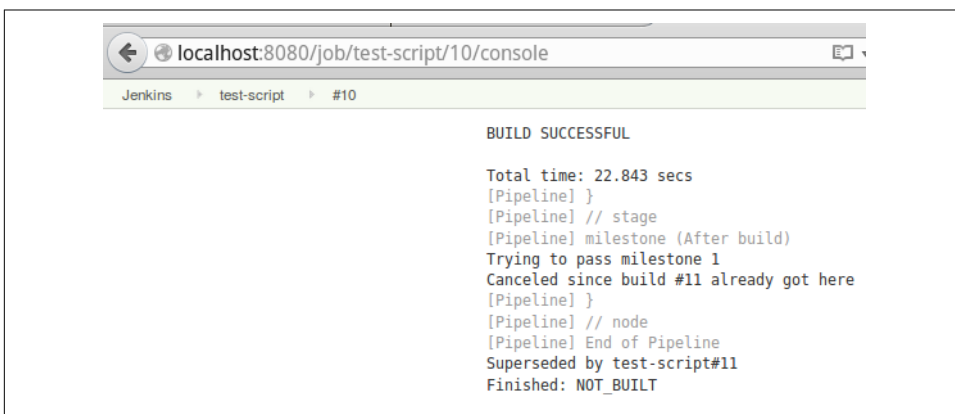 localhost:8080/job/test-script/10/console
Jenkins test-script #10
BUILD SUCCESSFUL
Total time: 22.843 secs
[Pipeline] }
[Pipeline] // stage
[Pipeline] milestone (After build)
Trying to pass milestone 1
Canceled since build #11 already got here
[Pipeline] }
[Pipeline] // node
[Pipeline] End of Pipeline
Superseded by test-script#11
Finished: NOT_BUILT